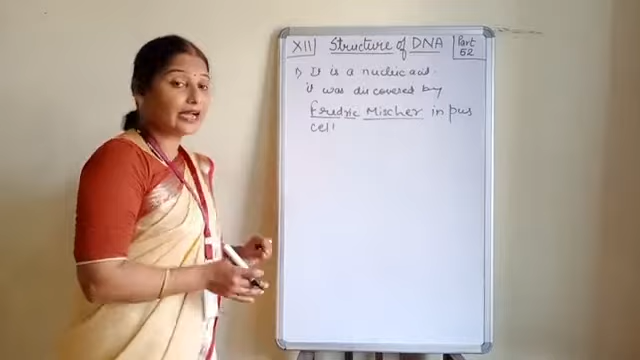 XII Structure of DNA Part 62
1) It is a nucleic acid.
it was discovered by
Fredric Mischer in pus
cell